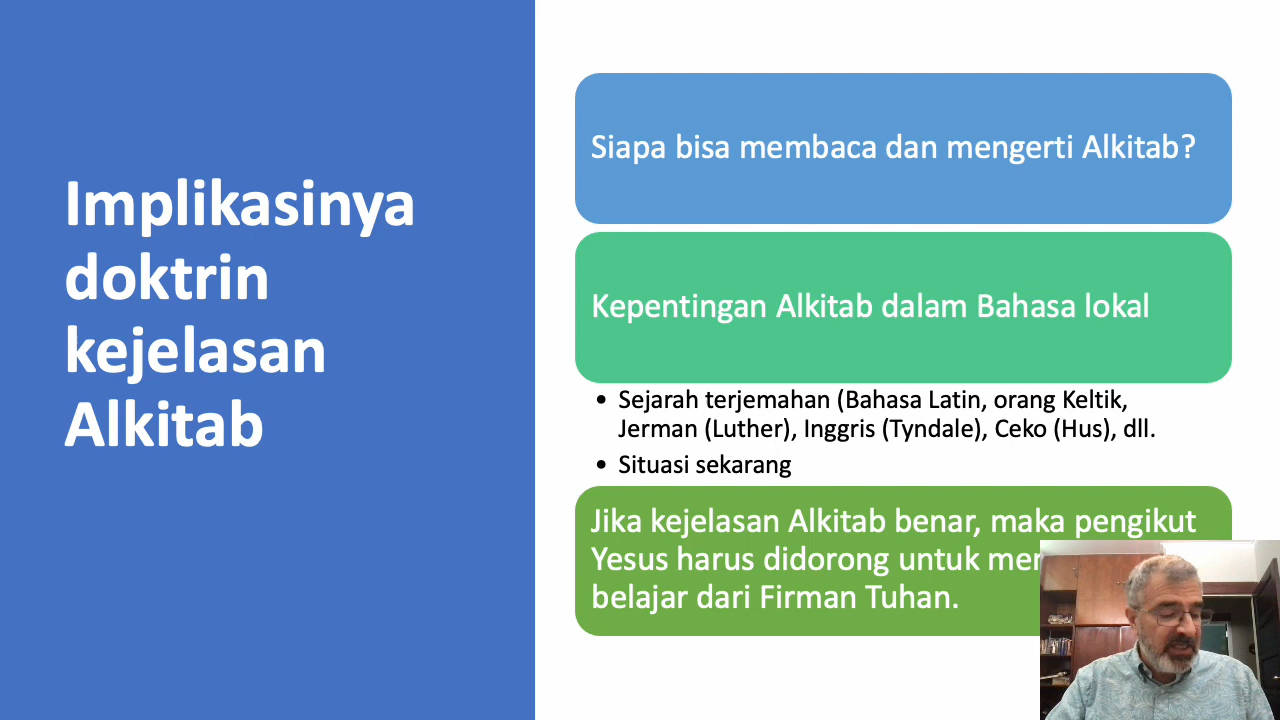 Implikasinya
doktrin
kejelasan
Alkitab
Siapa bisa membaca dan mengerti Alkitab?
Kepentingan Alkitab dalam Bahasa lokal
• Sejarah terjemahan (Bahasa Latin, orang Keltik,
Jerman (Luther), Inggris (Tyndale), Ceko (Hus), dll.
• Situasi sekarang
Jika kejelasan Alkitab benar, maka pengikut
Yesus harus didorong untuk
belajar dari Firman Tuhan.